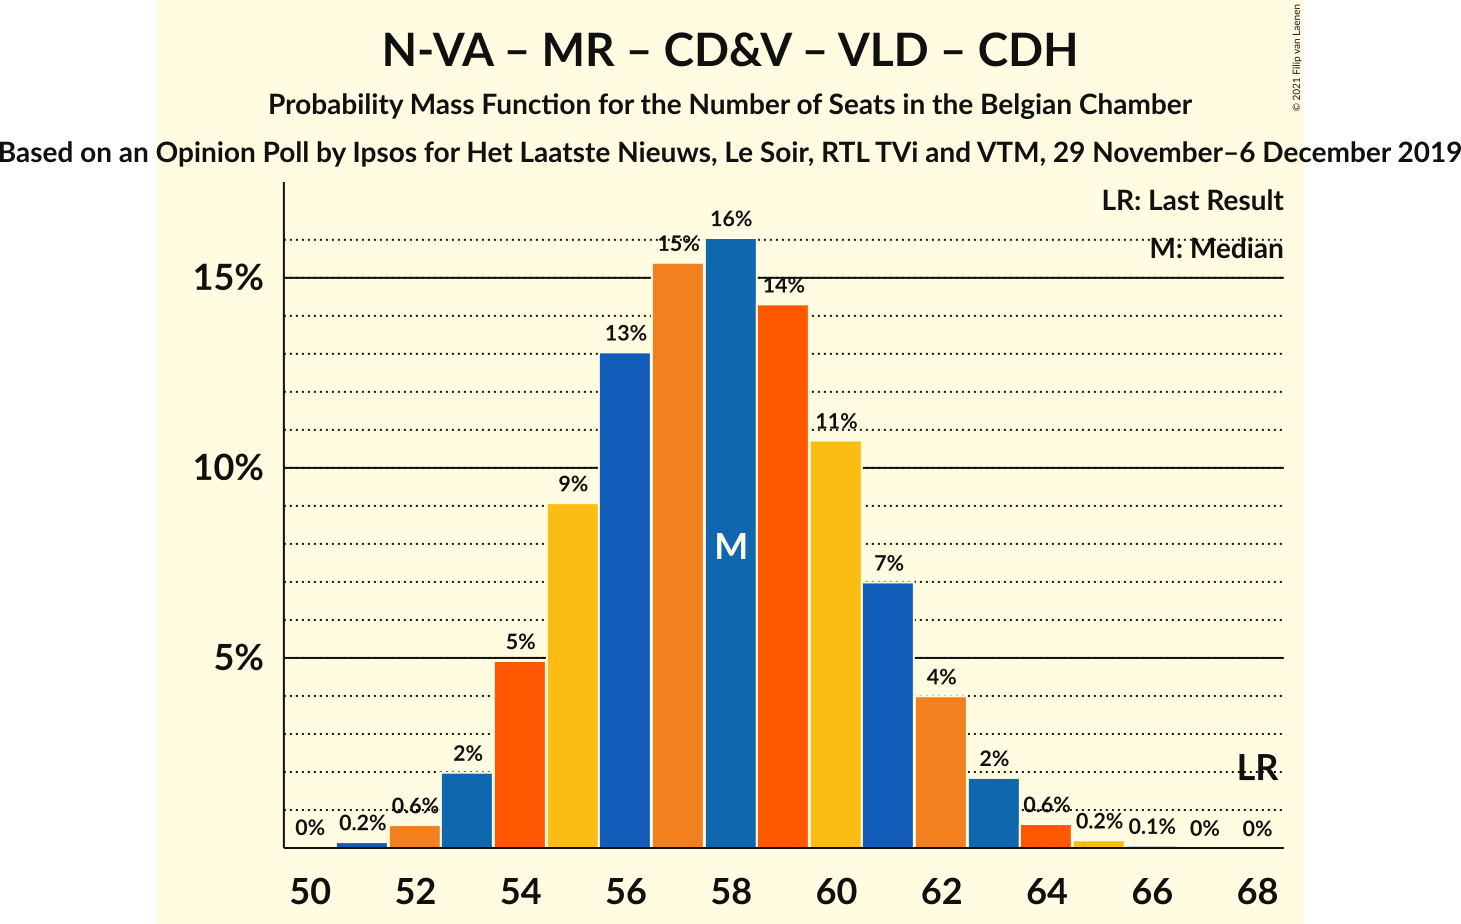 N-VA – MR – CD&V – VLD – CDH
Probability Mass Function for the Number of Seats in the Belgian Chamber
Based on an Opinion Poll by Ipsos for Het Laatste Nieuws, Le Soir, RTL TVi and VTM, 29 November–6 December 2019
© 2021 Filip van Laenen
LR: Last Result
M: Median
15%
10%
5%
0%
0.2%
0.6%
2%
5%
9%
13%
15%
16%
14%
11%
7%
4%
2%
0.6%
0.2%
0.1%
0%
0%
M
LR
50 52 54 56 58 60 62 64 66 68